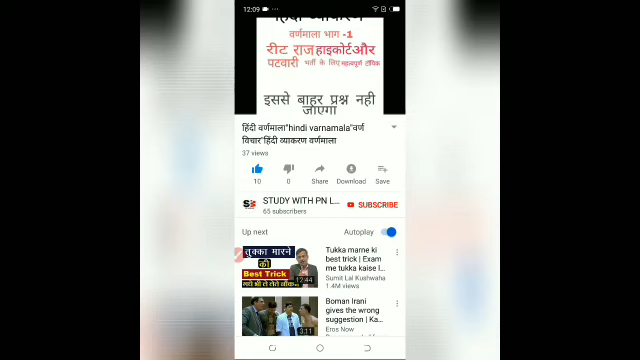 12:09
हिंदी व्याकरण
वर्णमाला भाग -1
रीट राज हाइकोर्टऔर
पटवारी भर्ती के लिए महत्वपूर्ण टॉपिक
इससे बाहर प्रश्न नही
जाएगा
हिंदी वर्णमाला"hindi varnamala"वर्ण
विचार'हिंदी व्याकरण वर्णमाला
37 views
10
0
Share
Download
Save
STUDY WITH PN L...
65 subscribers
SUBSCRIBE
Up next
Autoplay
तुक्का मारने
की
Best Trick
12:44
Tukka marne ki
best trick | Exam
me tukka kaise l...
Sumit Lal Kushwaha
1.4M views
3:11
Boman Irani
gives the wrong
suggestion | Ka...
Eros Now